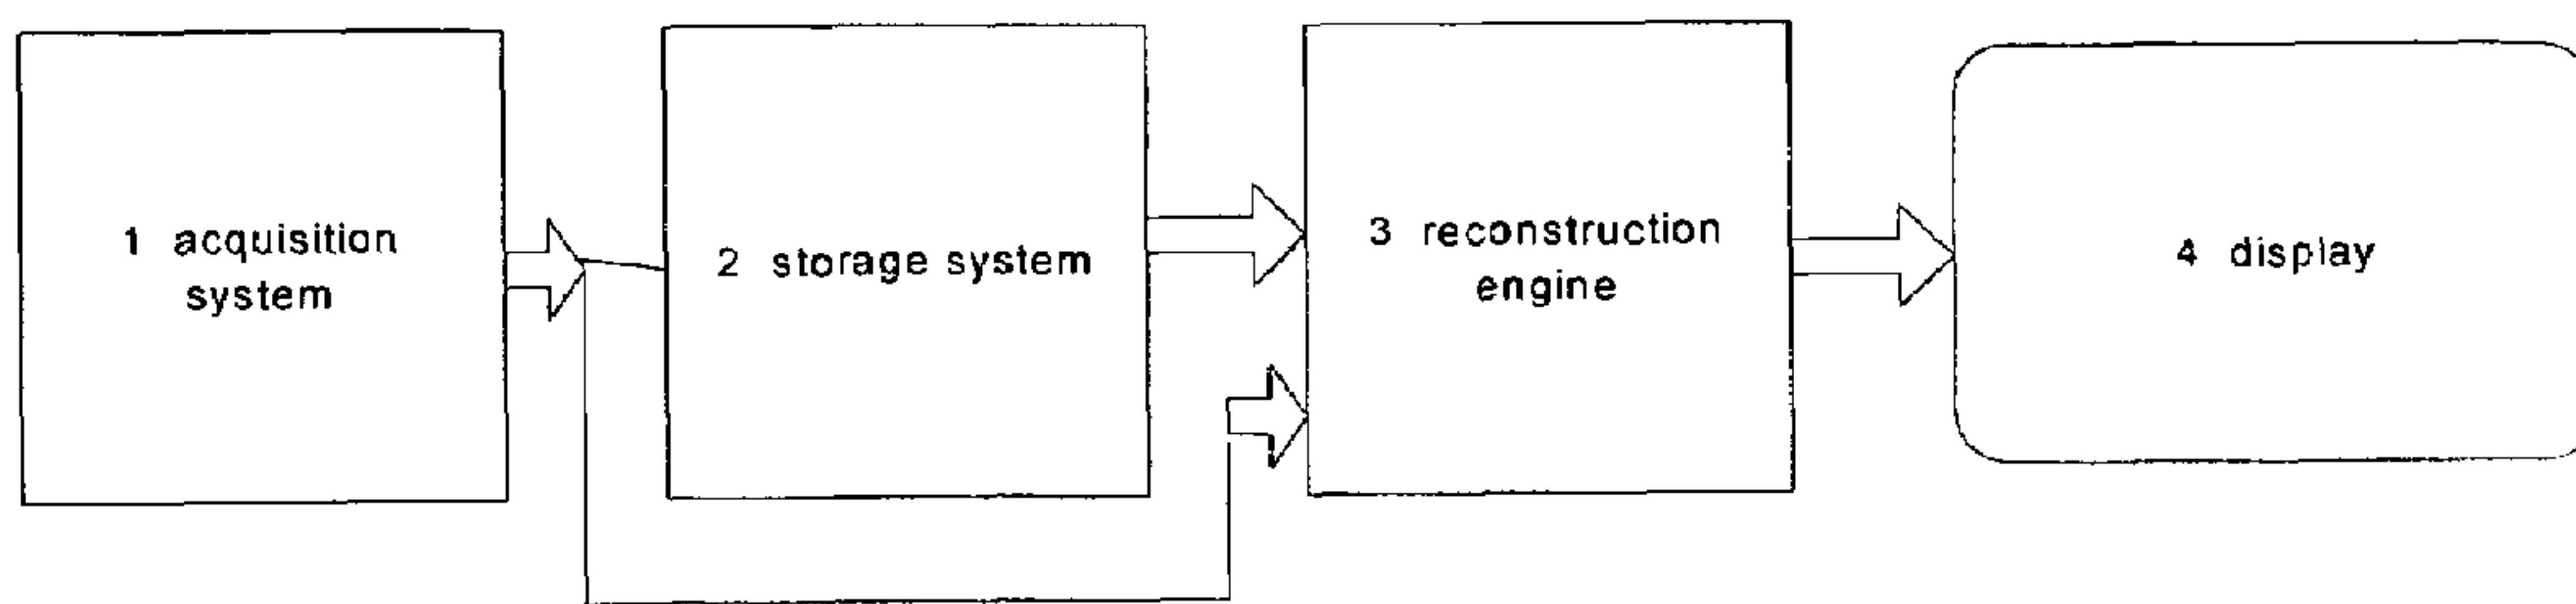 1 acquisition
system
2 storage system
3 reconstruction
engine
4 display